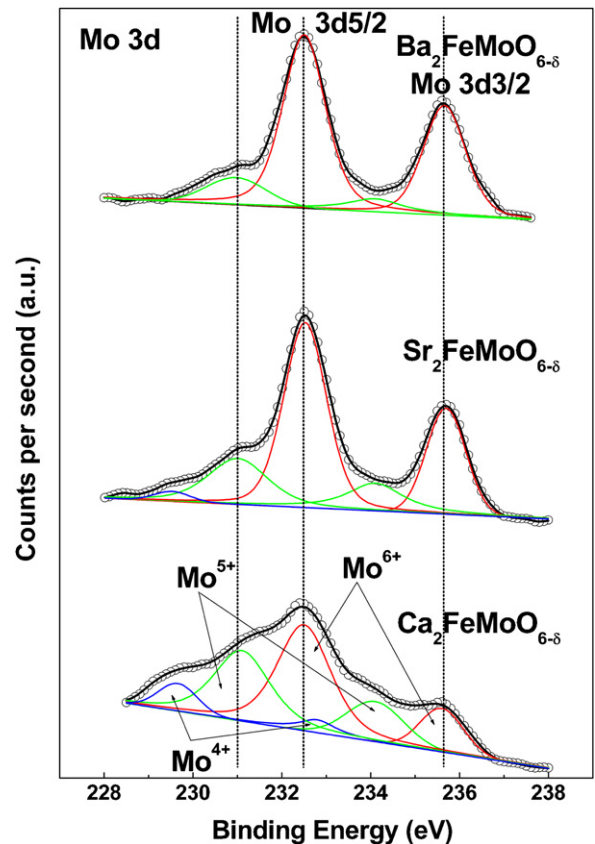 Mo 3d
Mo 3d5/2
Ba₂FeMoO₆₋δ
Mo 3d3/2
Sr₂FeMoO₆₋δ
Mo⁵⁺
Mo⁶⁺
Ca₂FeMoO₆₋δ
Mo⁴⁺
Counts per second (a.u.)
228 230 232 234 236 238
Binding Energy (eV)